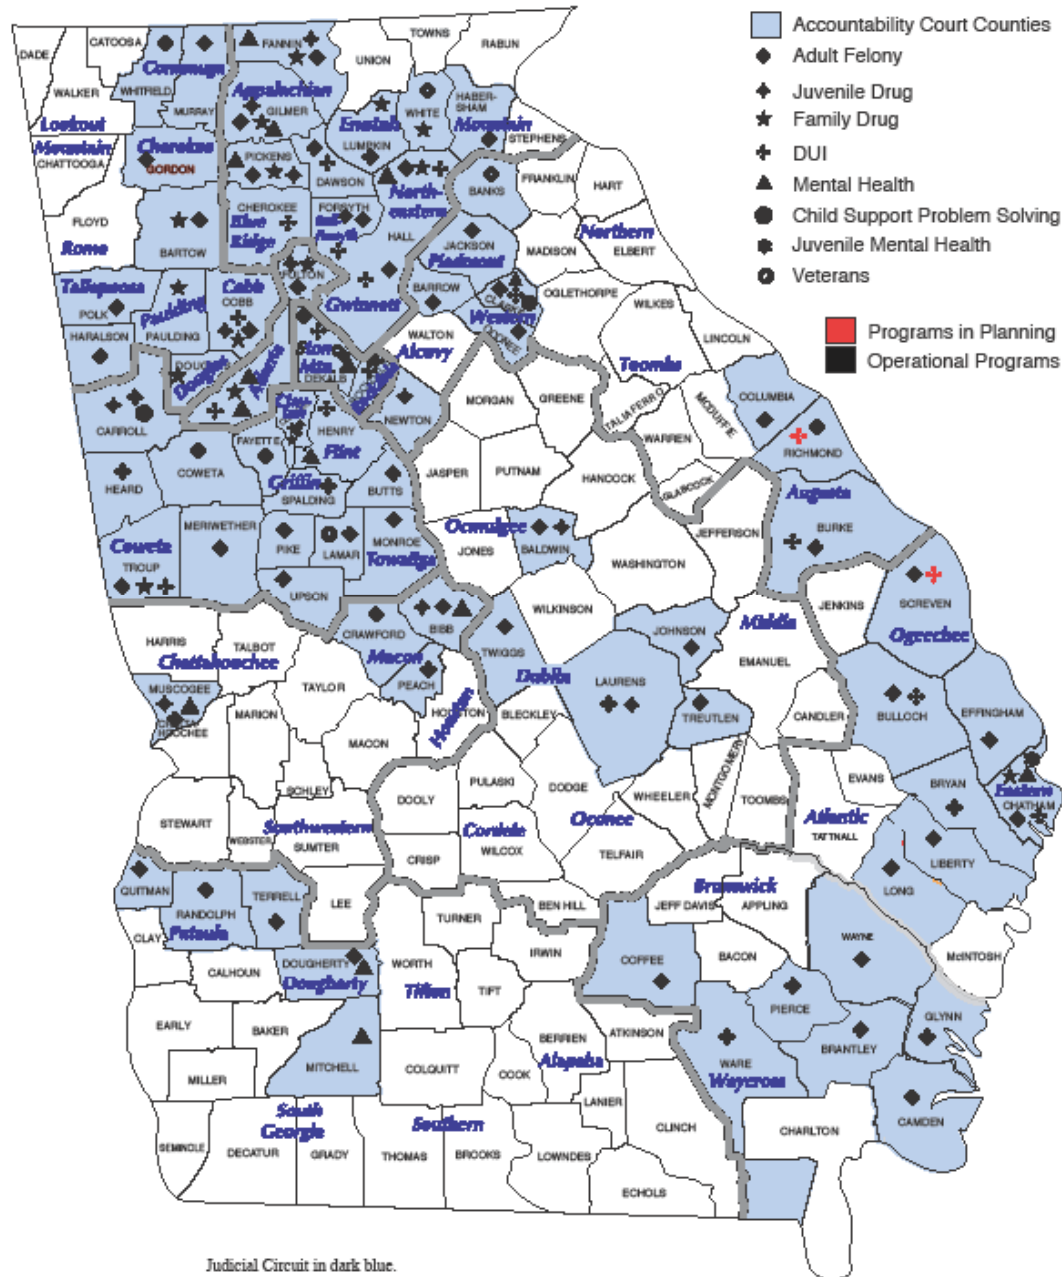 Accountability Court Counties
Adult Felony
Juvenile Drug
Family Drug
DUI
Mental Health
Child Support Problem Solving
Juvenile Mental Health
Veterans
Programs in Planning
Operational Programs
DADE
CATOOSA
WALKER
WHITFIELD
MURRAY
Lookout
Mountain
CHATTOOGA
Cherokee
GORDON
FANNIN
Appalachian
GILMER
PICKENS
UNION
TOWNS
RABUN
Enotah
WHITE
LUMPKIN
HABER-
SHAM
Mountain
STEPHENS
DAWSON
North-
eastern
HALL
BANKS
FRANKLIN
HART
FLOYD
Rome
BARTOW
CHEROKEE
Blue
Ridge
FORSYTH
JACKSON
Piedmont
BARROW
MADISON
Northern
ELBERT
Tallapoosa
POLK
HARALSON
Paulding
PAULDING
Cobb
COBB
FULTON
Gwinnett
Western
OCONEE
OGLETHORPE
WILKES
LINCOLN
Douglas
Stone
Mtn.
DEKALB
WALTON
Alcovy
NEWTON
MORGAN
GREENE
TALIAFERRO
Toombs
WARREN
McDUFFIE
COLUMBIA
RICHMOND
GLASCOCK
CARROLL
HEARD
COWETA
FAYETTE
HENRY
Flint
Griffin
SPALDING
BUTTS
JASPER
PUTNAM
HANCOCK
JEFFERSON
Augusta
BURKE
Coweta
TROUP
MERIWETHER
PIKE
LAMAR
MONROE
Towaliga
UPSON
Ocmulgee
JONES
BALDWIN
WASHINGTON
JENKINS
SCREVEN
Ogeechee
HARRIS
TALBOT
Chattahoochee
CRAWFORD
BIBB
Macon
PEACH
TWIGGS
WILKINSON
JOHNSON
Middle
EMANUEL
Dublin
LAURENS
TREUTLEN
CANDLER
BULLOCH
EFFINGHAM
MUSCOGEE
MARION
TAYLOR
MACON
HOUSTON
Houston
BLECKLEY
PULASKI
DODGE
WHEELER
MONTGOMERY
TOOMBS
EVANS
Atlantic
TATTNALL
BRYAN
Eastern
CHATHAM
LIBERTY
LONG
STEWART
SCHLEY
WEBSTER
Southwestern
SUMTER
DOOLY
Cordele
WILCOX
CRISP
Oconee
TELFAIR
QUITMAN
RANDOLPH
Pataula
TERRELL
LEE
CLAY
CALHOUN
DOUGHERTY
Dougherty
WORTH
TURNER
BEN HILL
IRWIN
Tifton
TIFT
JEFF DAVIS
Brunswick
APPLING
COFFEE
BACON
WAYNE
McINTOSH
PIERCE
BRANTLEY
GLYNN
EARLY
BAKER
MITCHELL
MILLER
COLQUITT
BERRIEN
Alapaha
COOK
ATKINSON
LANIER
WARE
Waycross
CAMDEN
CHARLTON
CLINCH
SEMINOLE
DECATUR
South
Georgia
GRADY
THOMAS
Southern
BROOKS
LOWNDES
ECHOLS
Judicial Circuit in dark blue.